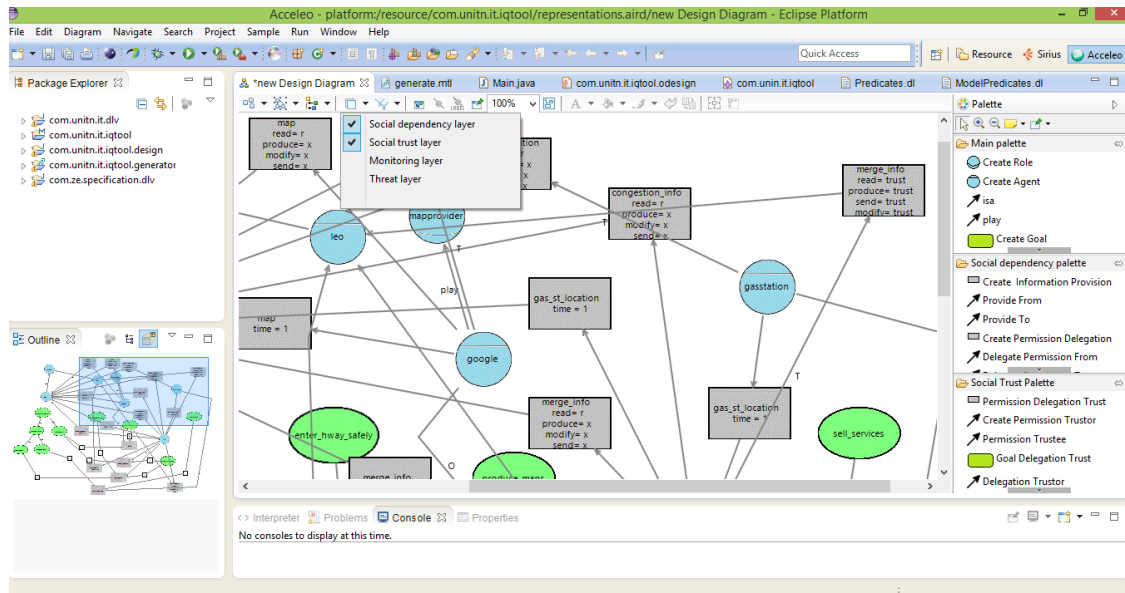 Acceleo - platform:/resource/com.unitn.it.iqtool/representations.aird/new Design Diagram - Eclipse Platform
File Edit Diagram Navigate Search Project Sample Run Window Help
Quick Access
Resource
Sirius
Acceleo
Package Explorer
com.unitn.it.dlv
com.unitn.it.iqtool
com.unitn.it.iqtool.design
com.unitn.it.iqtool.generator
com.ze.specification.dlv
Outline
*new Design Diagram
generate.mtl
Main.java
com.unitn.it.iqtool.odesign
com.unin.it.iqtool
Predicates.dl
ModelPredicates.dl
100%
Social dependency layer
Social trust layer
Monitoring layer
Threat layer
map
read= r
produce= x
modify= x
send= x
tion
r
x
x
congestion_info
read= r
produce= x
modify= x
send= x
merge_info
read= trust
produce= trust
send= trust
modify= trust
mapprovider
leo
T
T
play
gas_st_location
time = 1
gasstation
map
time = 1
google
T
merge_info
read= r
produce= x
modify= x
send= x
gas_st_location
time = 1
enter_hway_safely
sell_services
O
merge_info
produce_maps
Palette
Main palette
Create Role
Create Agent
isa
play
Create Goal
Social dependency palette
Create Information Provision
Provide From
Provide To
Create Permission Delegation
Delegate Permission From
Social Trust Palette
Permission Delegation Trust
Create Permission Trustor
Permission Trustee
Goal Delegation Trust
Delegation Trustor
Interpreter
Problems
Console
Properties
No consoles to display at this time.